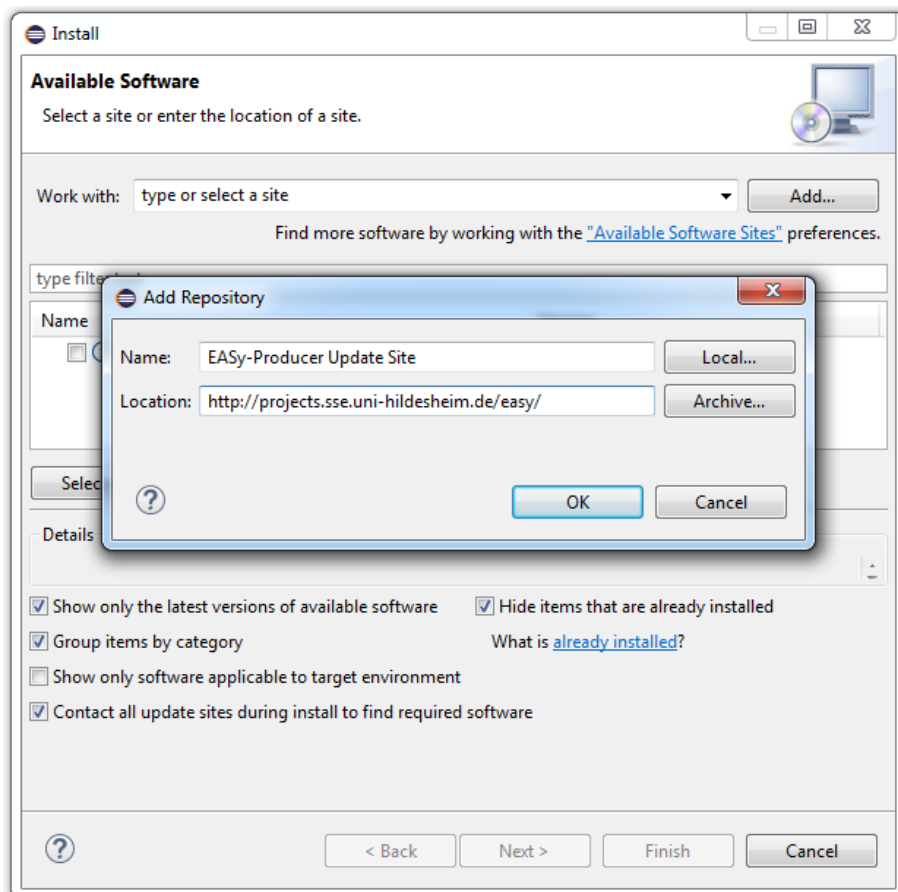 Install
Available Software
Select a site or enter the location of a site.
Work with: type or select a site Add...
Find more software by working with the "Available Software Sites" preferences.
type filter
Name
Add Repository
Name: EASy-Producer Update Site Local...
Location: http://projects.sse.uni-hildesheim.de/easy/ Archive...
OK Cancel
Selec
Details
Show only the latest versions of available software Hide items that are already installed
Group items by category What is already installed?
Show only software applicable to target environment
Contact all update sites during install to find required software
< Back Next > Finish Cancel